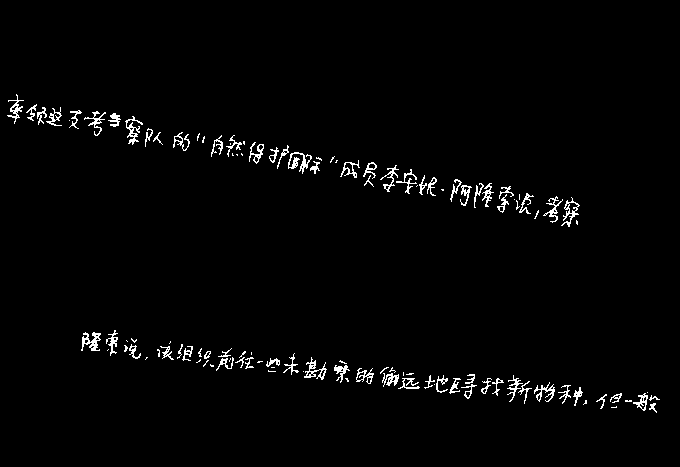 率领这支考察队的“自然保护国际”成员李安妮·阿隆索说,考察
隆索说,该组织前往一些未勘察的偏远地区寻找新物种,但一般